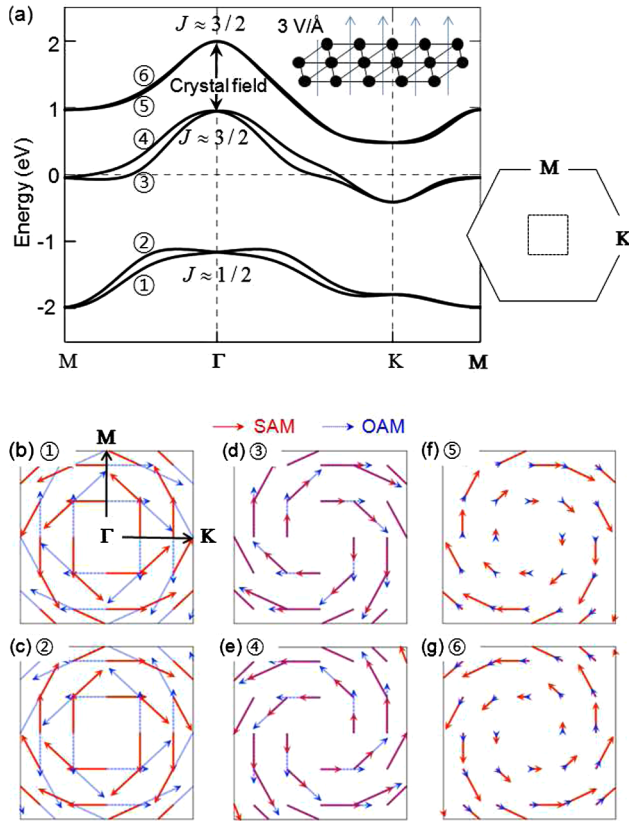 (a)
3 V/Å
J ≈ 3/2
Crystal field
J ≈ 3/2
J ≈ 1/2
⑥
⑤
④
③
②
①
Energy (eV)
2
1
0
-1
-2
M Γ K M
M
K
SAM OAM
(b) ① M (d) ③ (f) ⑤
Γ K
(c) ② (e) ④ (g) ⑥